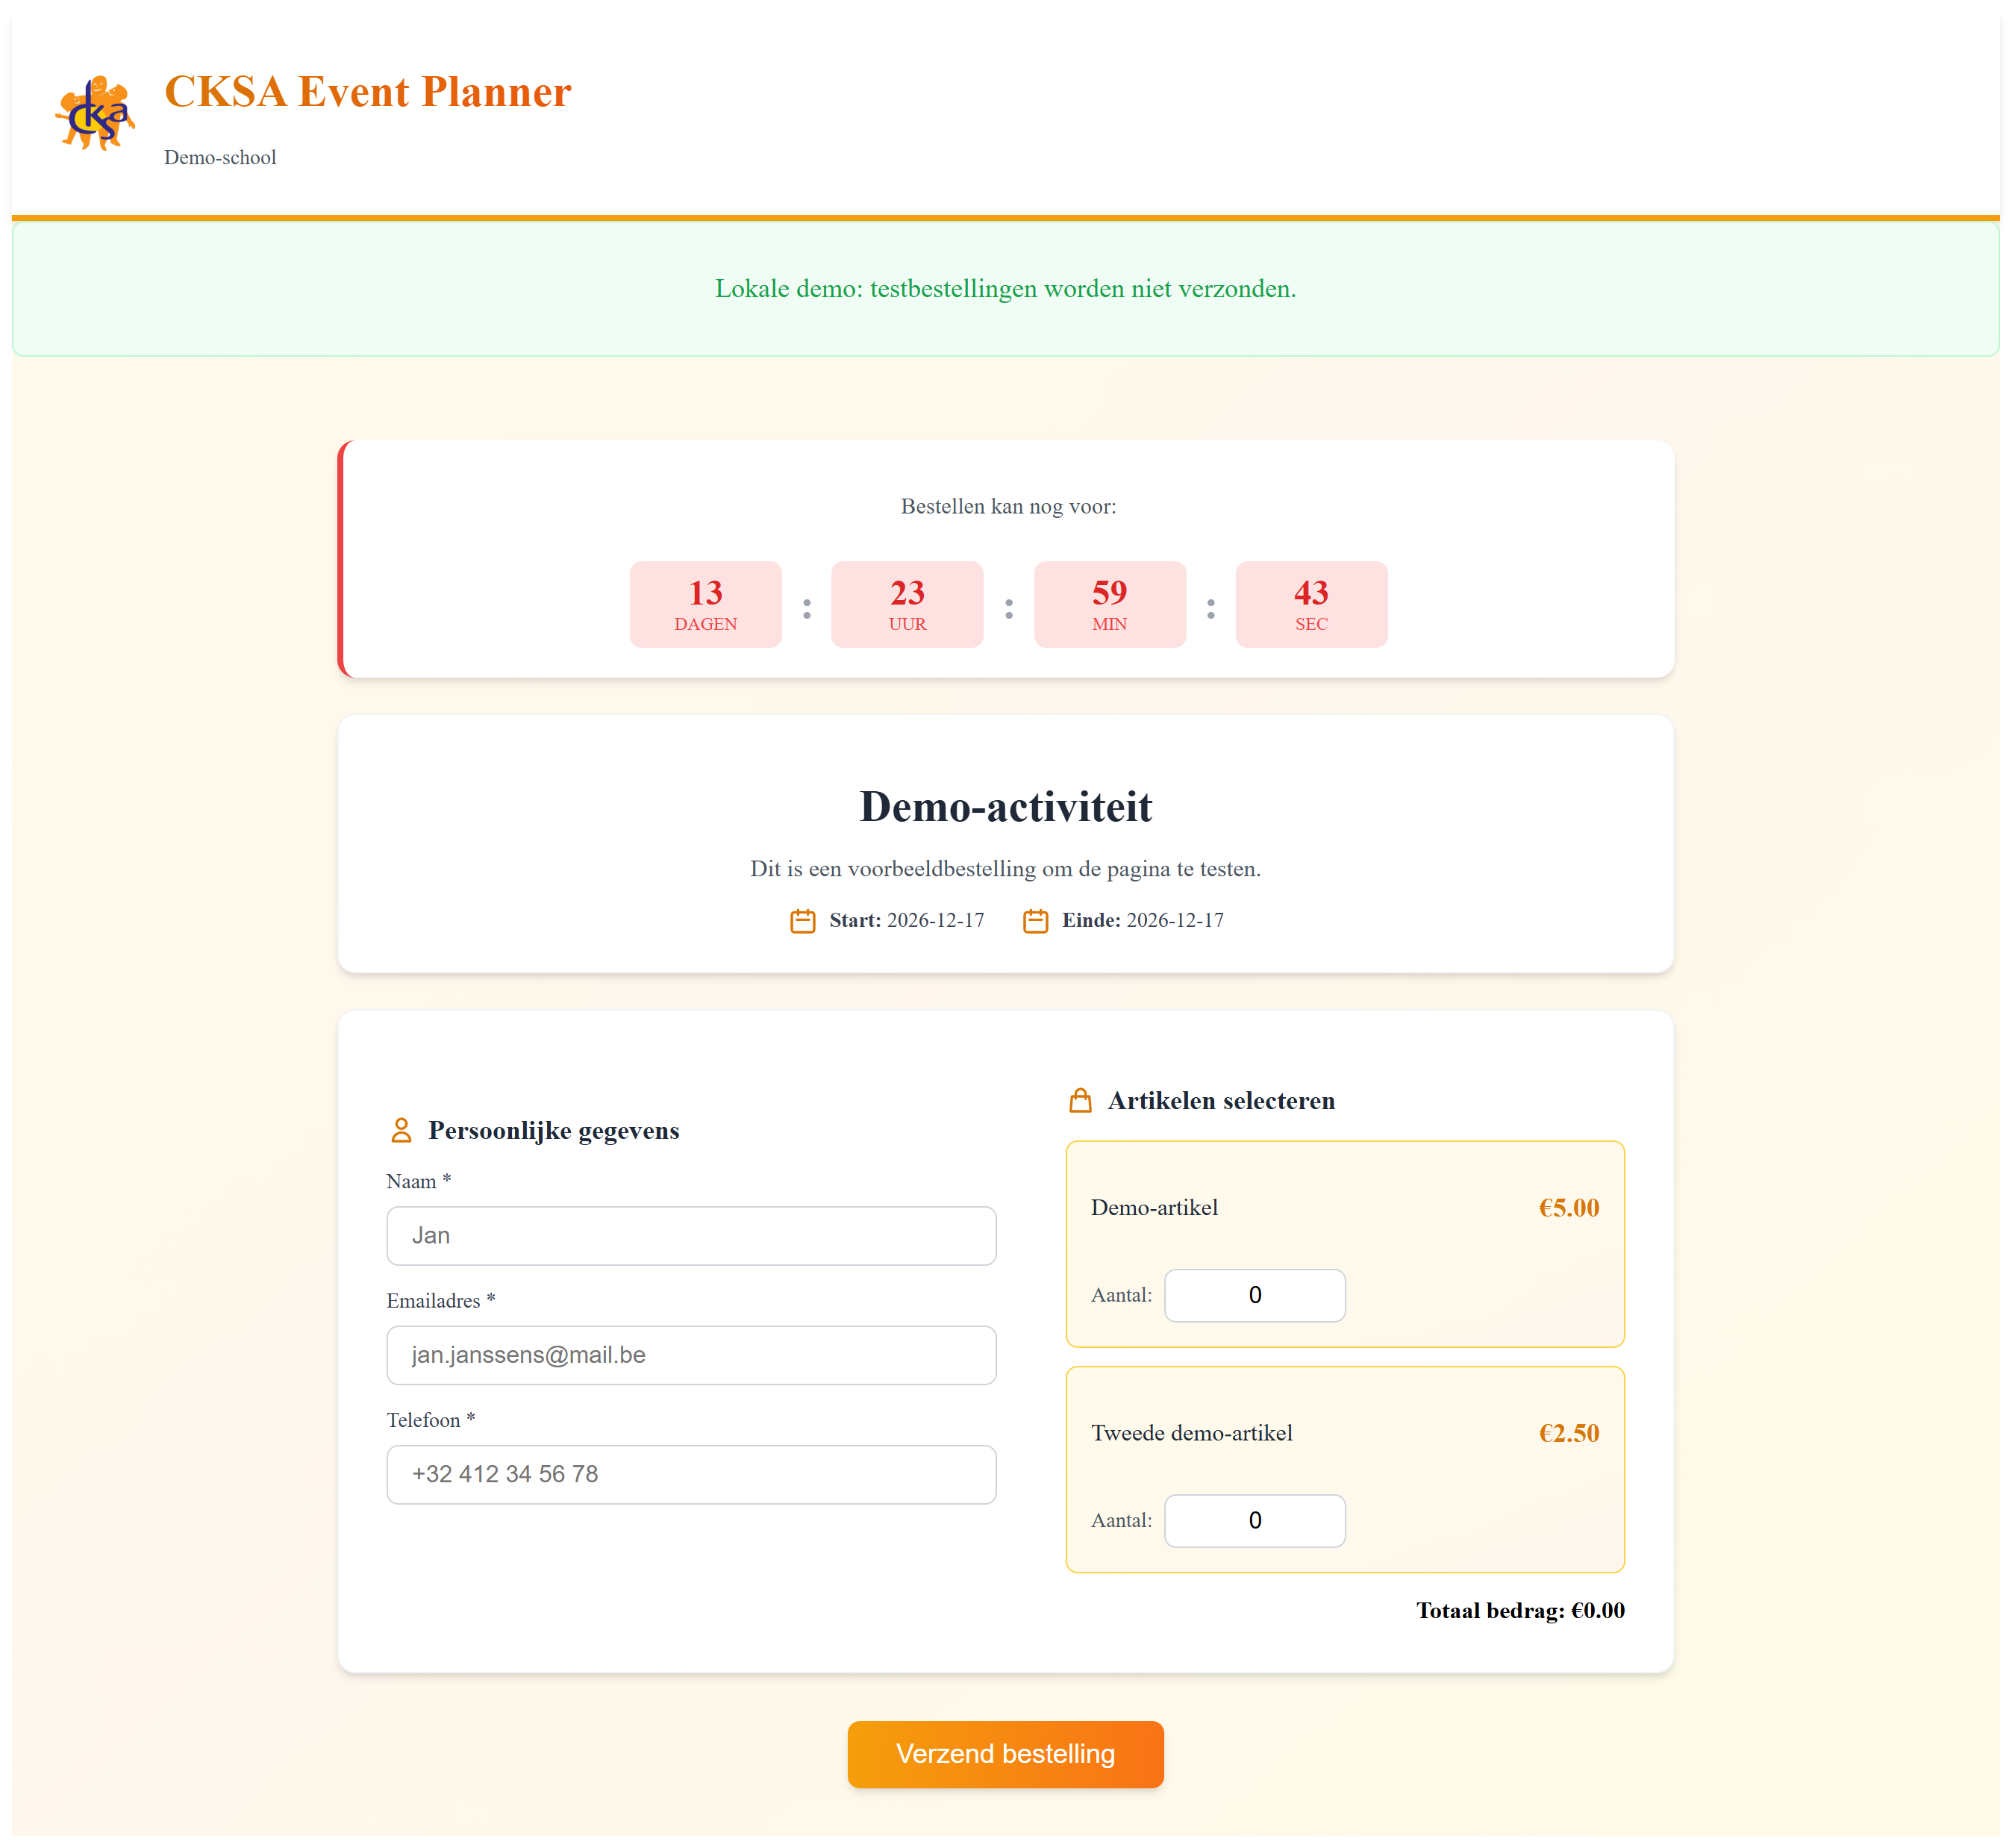 cksa
CKSA Event Planner
Demo-school
Lokale demo: testbestellingen worden niet verzonden.
Bestellen kan nog voor:
13 : 23 : 59 : 43
DAGEN UUR MIN SEC
Demo-activiteit
Dit is een voorbeeldbestelling om de pagina te testen.
Start: 2026-12-17 Einde: 2026-12-17
Persoonlijke gegevens
Naam *
Jan
Emailadres *
jan.janssens@mail.be
Telefoon *
+32 412 34 56 78
Artikelen selecteren
Demo-artikel €5.00
Aantal: 0
Tweede demo-artikel €2.50
Aantal: 0
Totaal bedrag: €0.00
Verzend bestelling